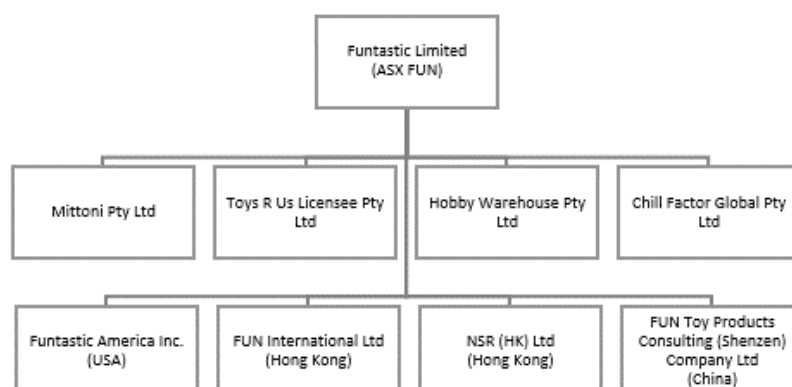 Funtastic Limited
(ASX FUN)
Mittoni Pty Ltd
Toys R Us Licensee Pty
Ltd
Hobby Warehouse Pty
Ltd
Chill Factor Global Pty
Ltd
Funtastic America Inc.
(USA)
FUN International Ltd
(Hong Kong)
NSR (HK) Ltd
(Hong Kong)
FUN Toy Products
Consulting (Shenzen)
Company Ltd
(China)